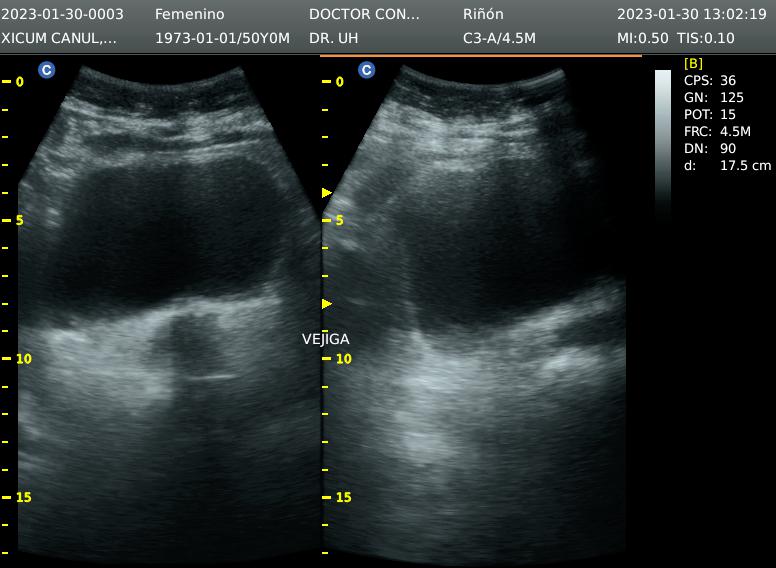 2023-01-30-0003 Femenino DOCTOR CON... Riñón 2023-01-30 13:02:19
XICUM CANUL,... 1973-01-01/50Y0M DR. UH C3-A/4.5M MI:0.50 TIS:0.10
C C [B]
0 CPS: 36
GN: 125
POT: 15
FRC: 4.5M
DN: 90
d: 17.5 cm
5 5
VEJIGA
10 10
15 15